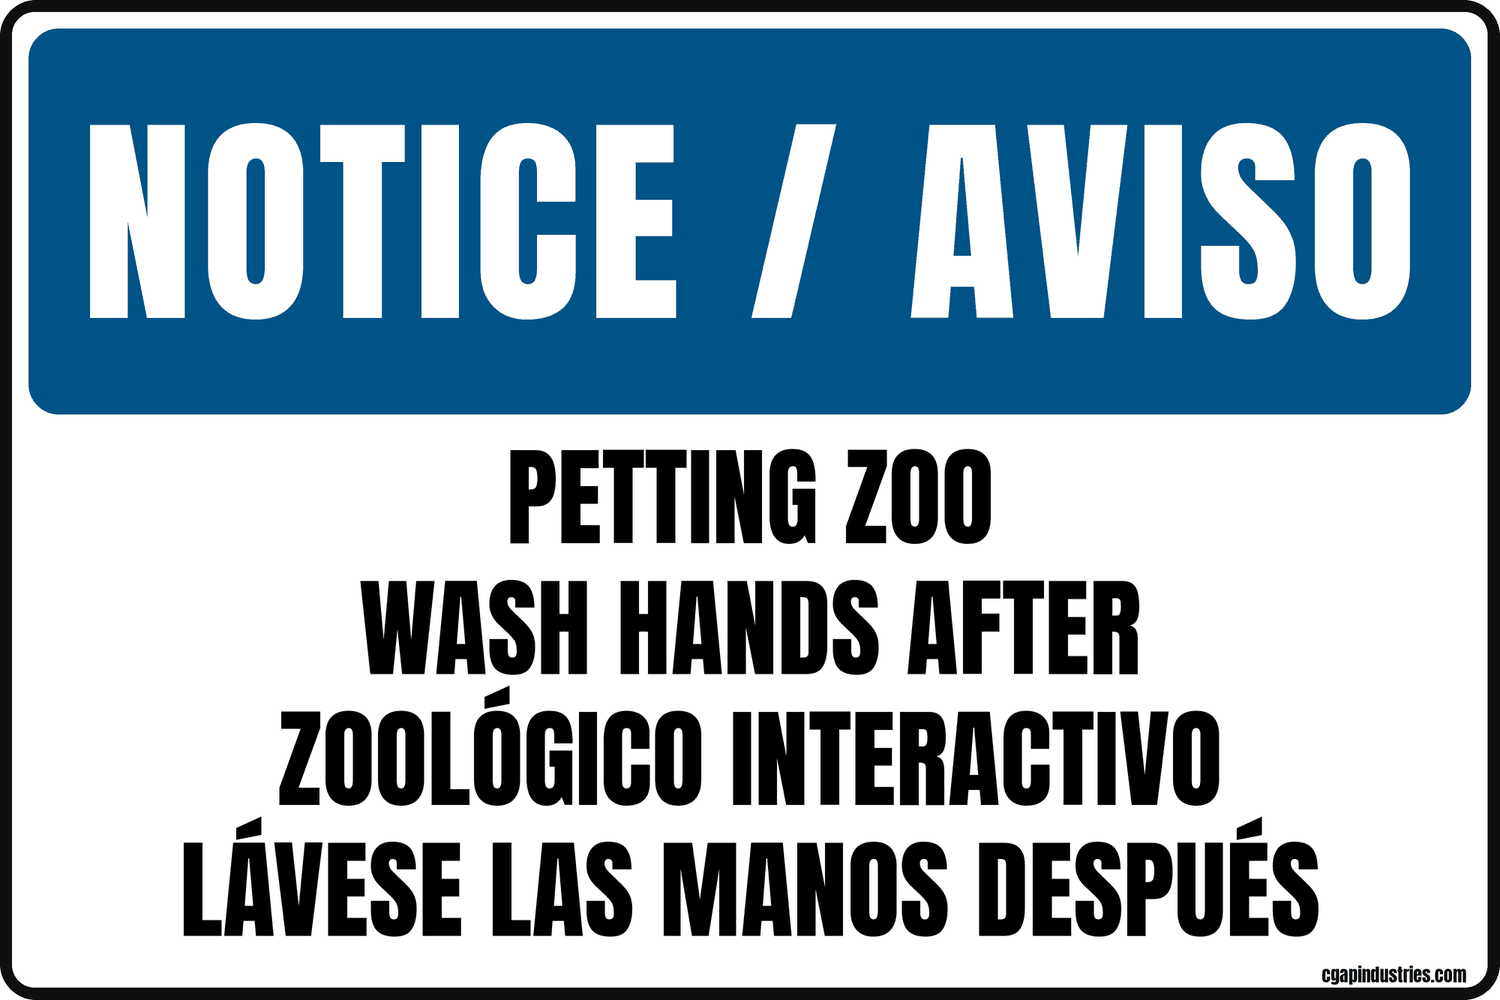 NOTICE / AVISO
PETTING ZOO
WASH HANDS AFTER
ZOOLÓGICO INTERACTIVO
LÁVESE LAS MANOS DESPUÉS
cgapindustries.com